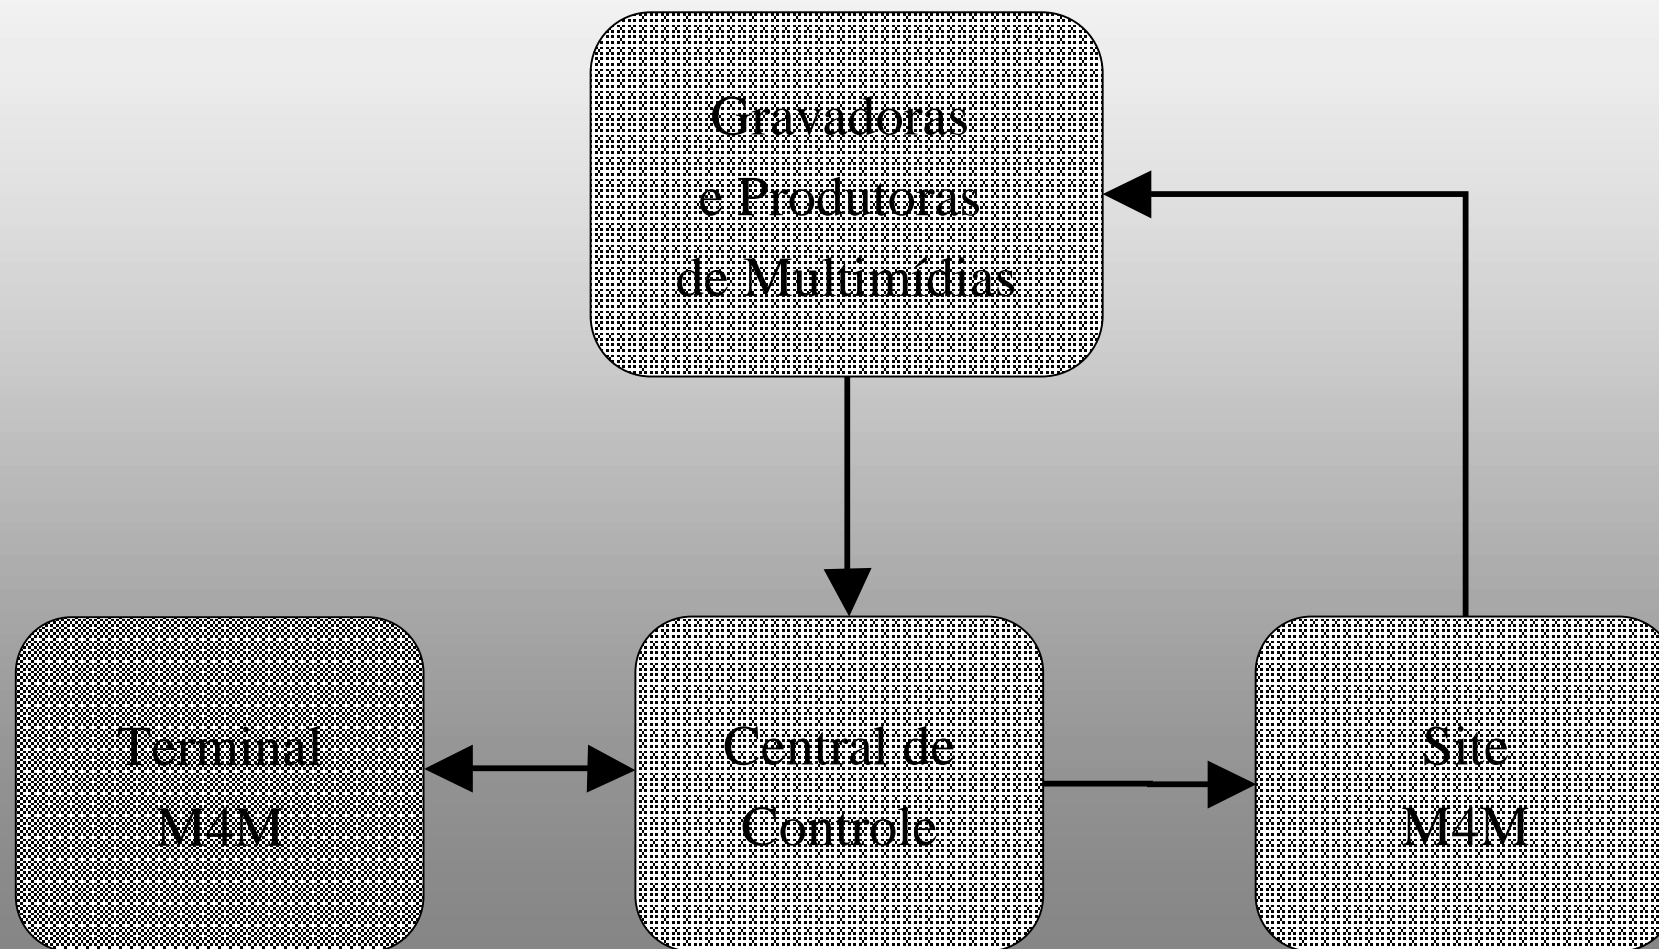 Gravadoras
e Produtoras
de Multimídias
Terminal
M4M
Central de
Controle
Site
M4M